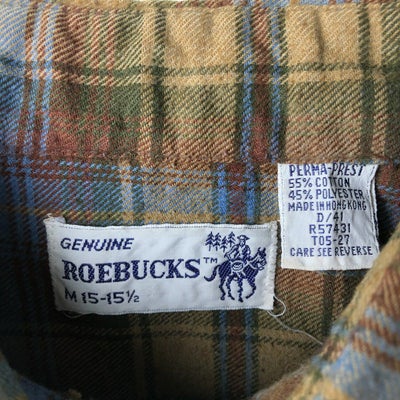 PERMA-PREST
55% COTTON
45% POLYESTER
MADE IN HONG KONG
D/41
R57431
T05-27
CARE SEE REVERSE
GENUINE
ROEBUCKS™
M 15-15½